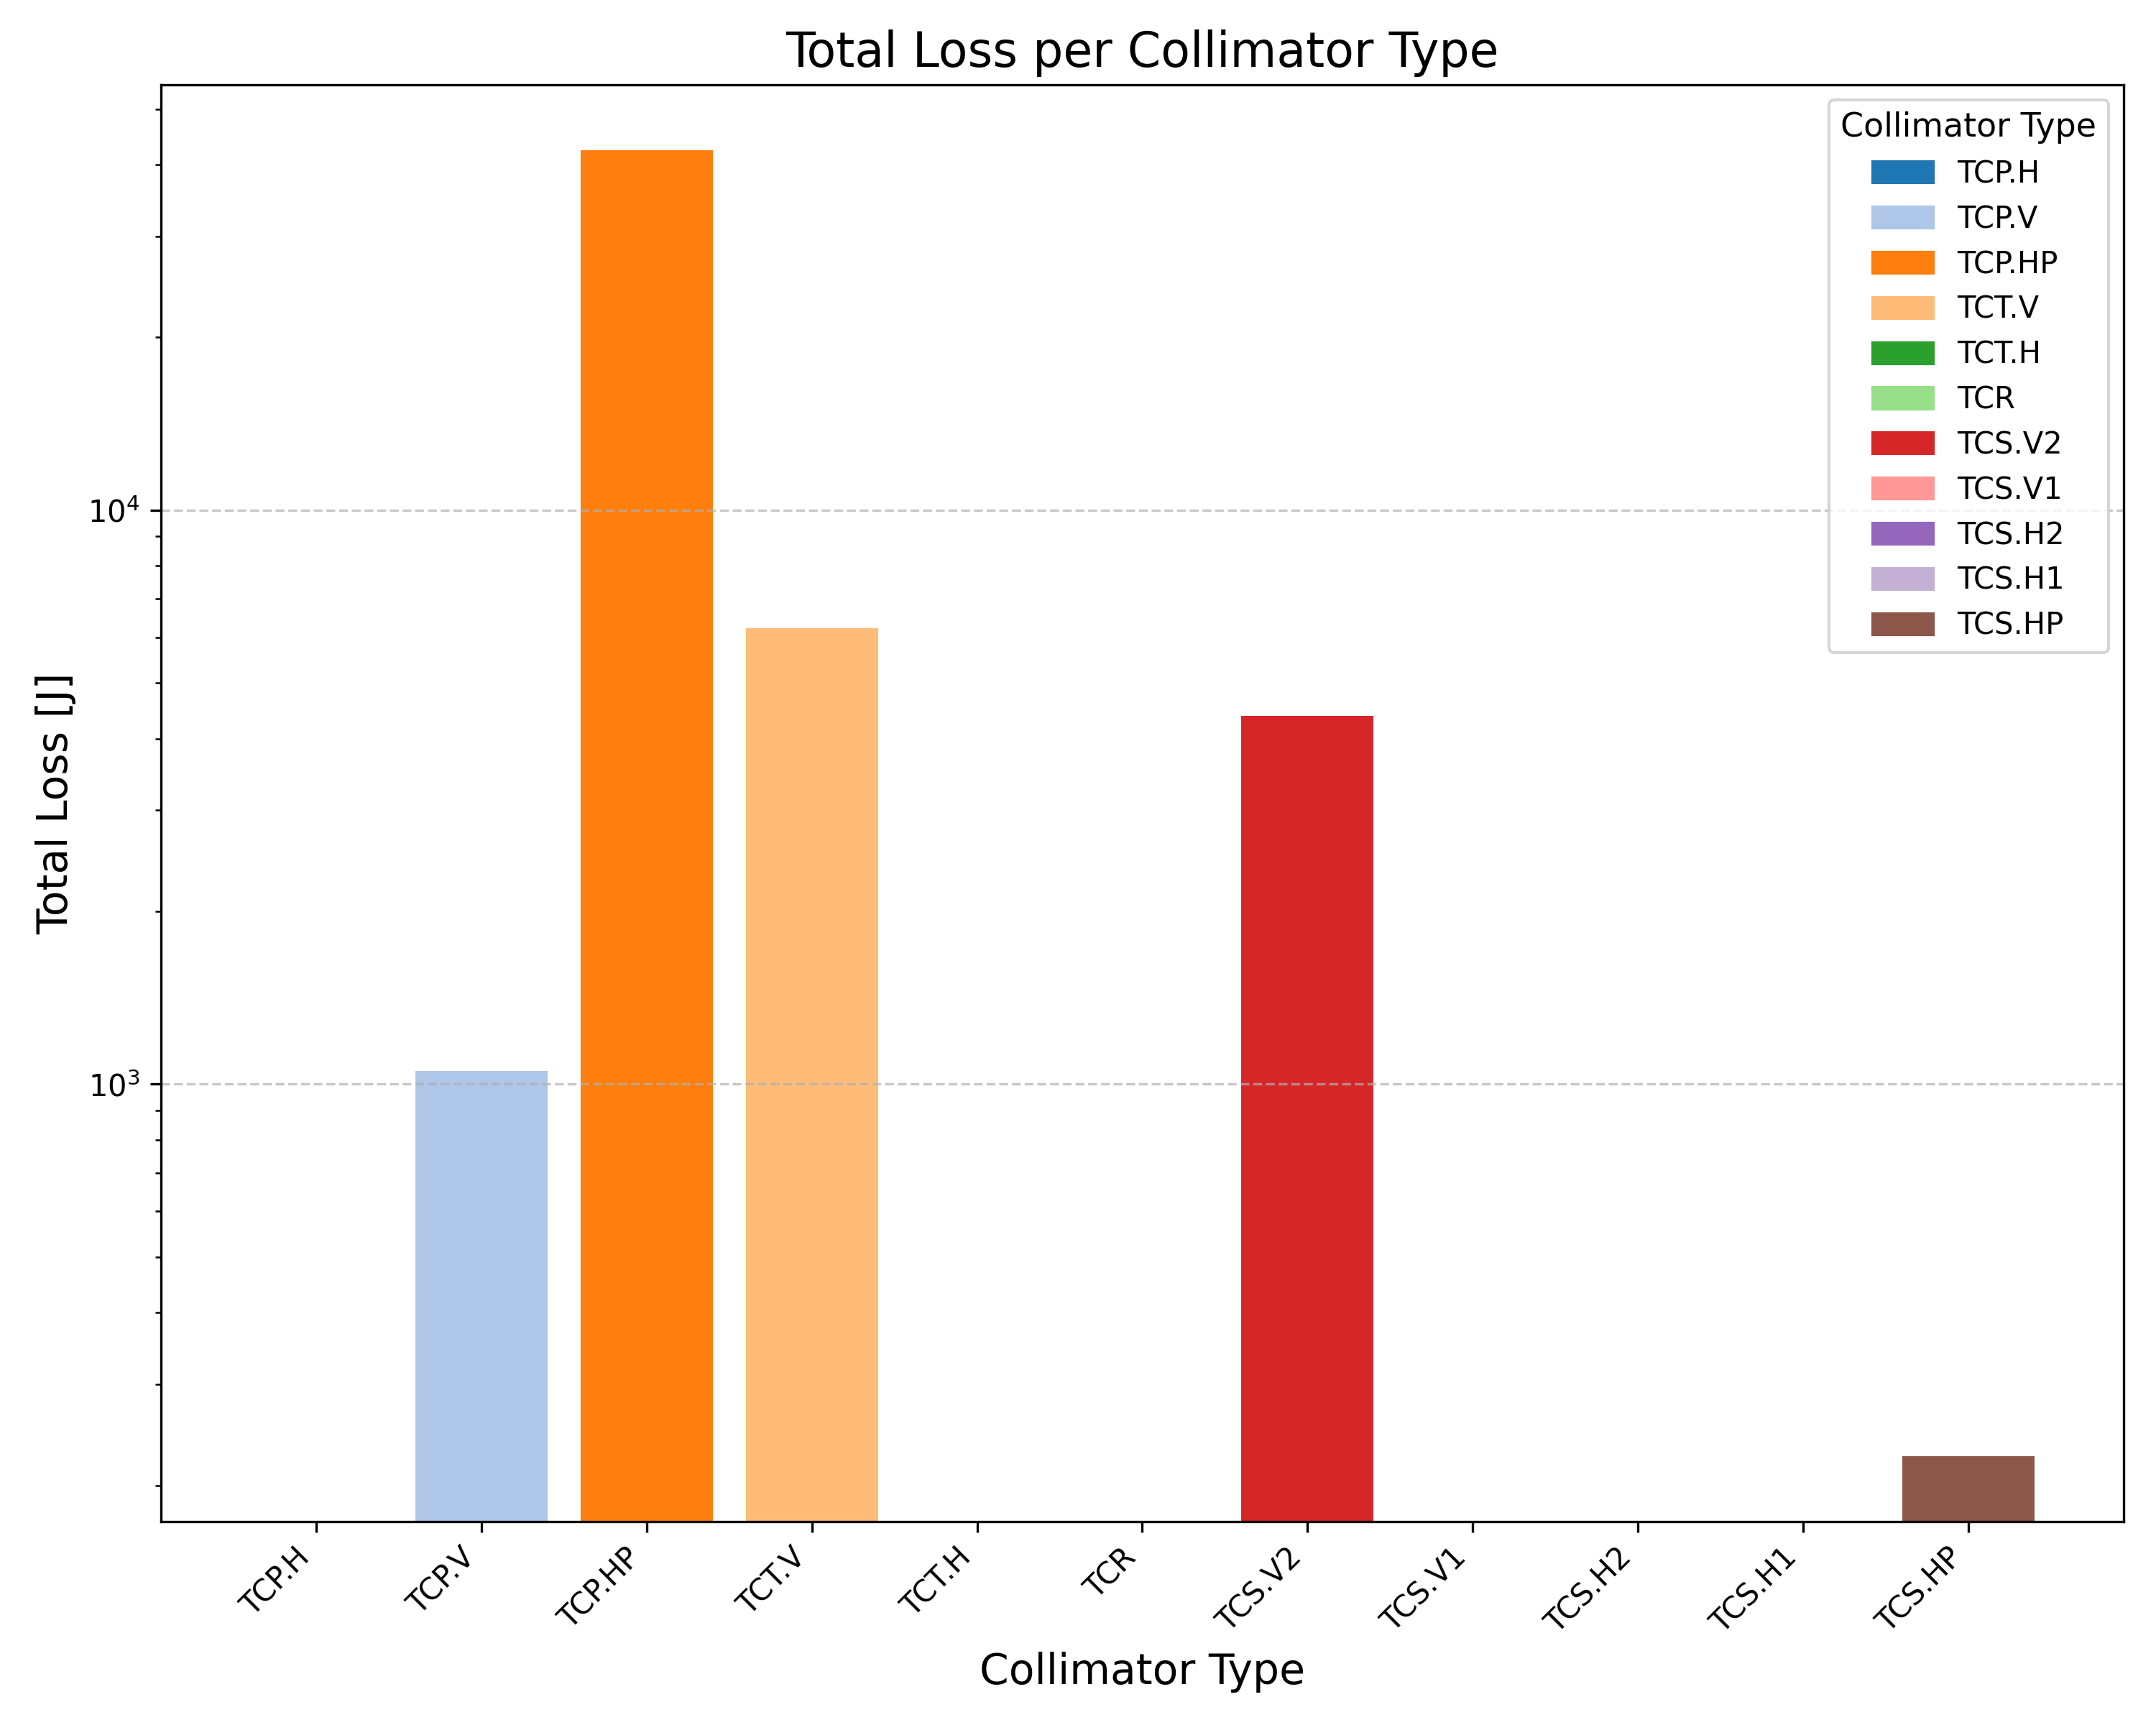 Total Loss per Collimator Type
Total Loss [J]
10⁴
10³
Collimator Type
TCP.H
TCP.V
TCP.HP
TCT.V
TCT.H
TCR
TCS.V2
TCS.V1
TCS.H2
TCS.H1
TCS.HP
TCP.H
TCP.V
TCP.HP
TCT.V
TCT.H
TCR
TCS.V2
TCS.V1
TCS.H2
TCS.H1
TCS.HP
Collimator Type